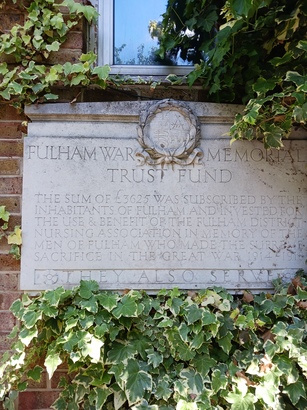 FULHAM WAR MEMORIAL
TRUST FUND
THE SUM OF £3625 WAS SUBSCRIBED BY THE
INHABITANTS OF FULHAM AND INVESTED FOR
THE USE & BENEFIT OF THE FULHAM DISTRICT
NURSING ASSOCIATION IN MEMORY OF THE
MEN OF FULHAM WHO MADE THE SUPREME
SACRIFICE IN THE GREAT WAR
THEY ALSO SERVE